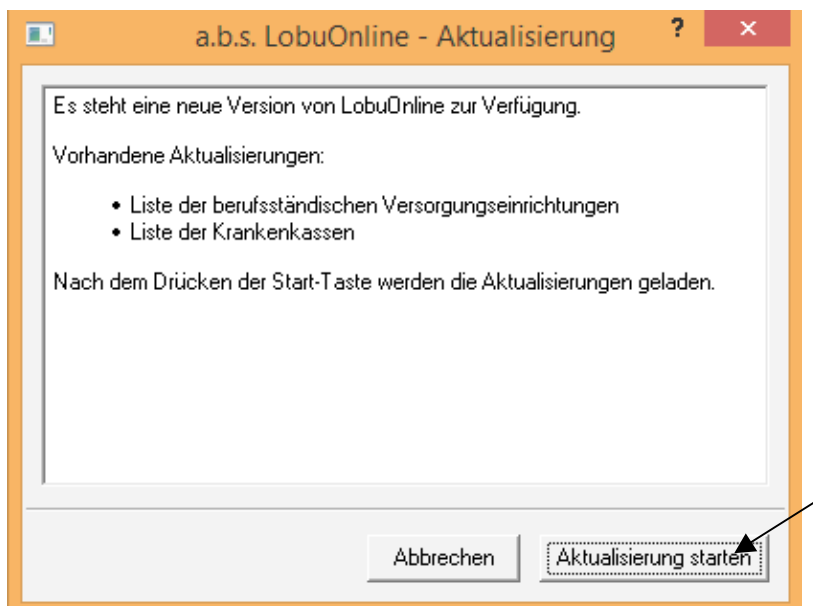 a.b.s. LobuOnline - Aktualisierung ? ×
Es steht eine neue Version von LobuOnline zur Verfügung.
Vorhandene Aktualisierungen:
• Liste der berufsständischen Versorgungseinrichtungen
• Liste der Krankenkassen
Nach dem Drücken der Start-Taste werden die Aktualisierungen geladen.
Abbrechen Aktualisierung starten